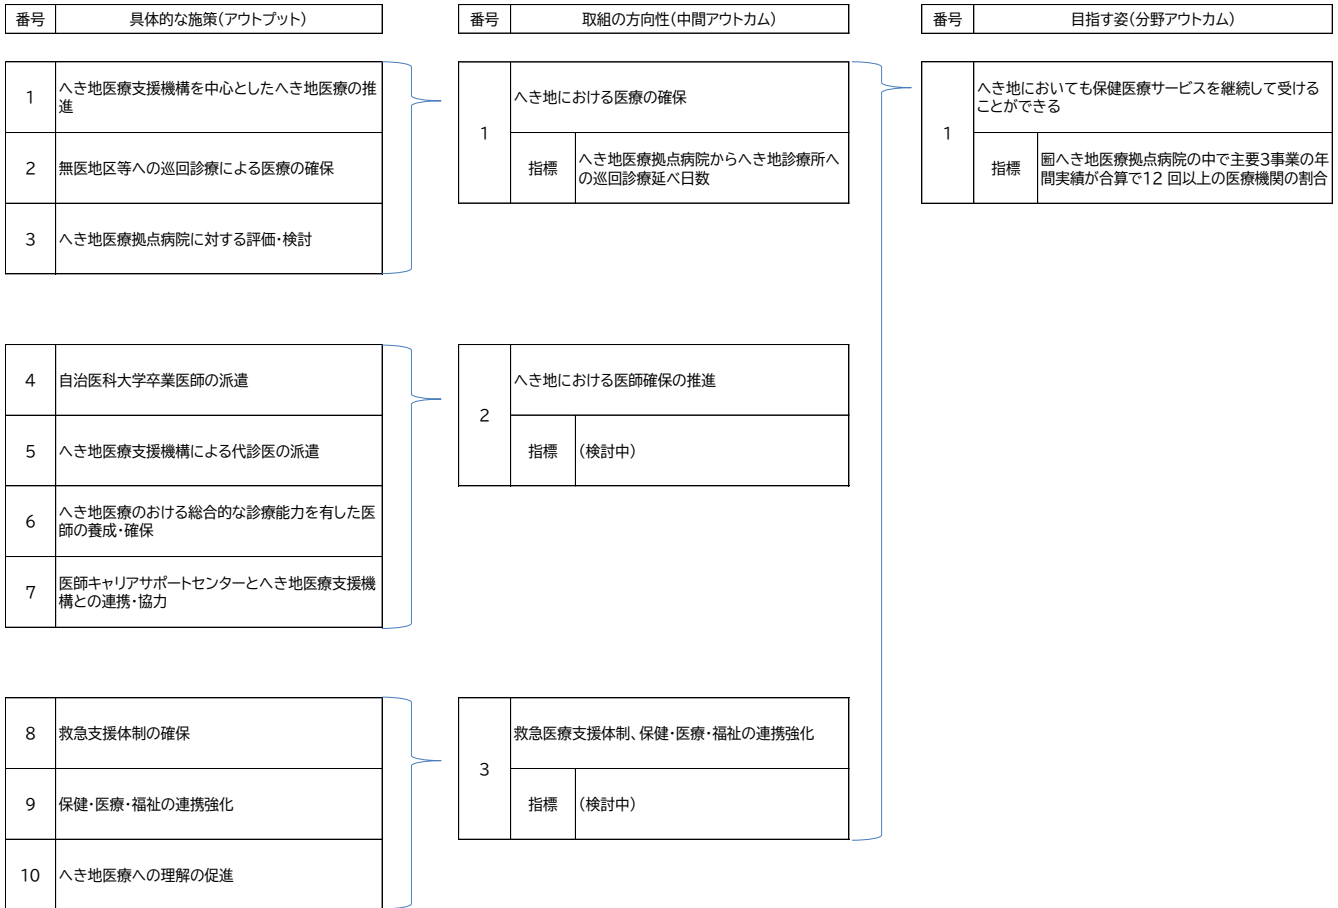 番号
具体的な施策(アウトプット)
番号
取組の方向性(中間アウトカム)
番号
目指す姿(分野アウトカム)
1
へき地医療支援機構を中心としたへき地医療の推
進
2
無医地区等への巡回診療による医療の確保
3
へき地医療拠点病院に対する評価・検討
1
へき地における医療の確保
指標
へき地医療拠点病院からへき地診療所へ
の巡回診療延べ日数
1
へき地においても保健医療サービスを継続して受ける
ことができる
指標
圏へき地医療拠点病院の中で主要3事業の年
間実績が合算で12 回以上の医療機関の割合
4
自治医科大学卒業医師の派遣
5
へき地医療支援機構による代診医の派遣
6
へき地医療のおける総合的な診療能力を有した医
師の養成・確保
7
医師キャリアサポートセンターとへき地医療支援機
構との連携・協力
2
へき地における医師確保の推進
指標
(検討中)
8
救急支援体制の確保
9
保健・医療・福祉の連携強化
10
へき地医療への理解の促進
3
救急医療支援体制、保健・医療・福祉の連携強化
指標
(検討中)